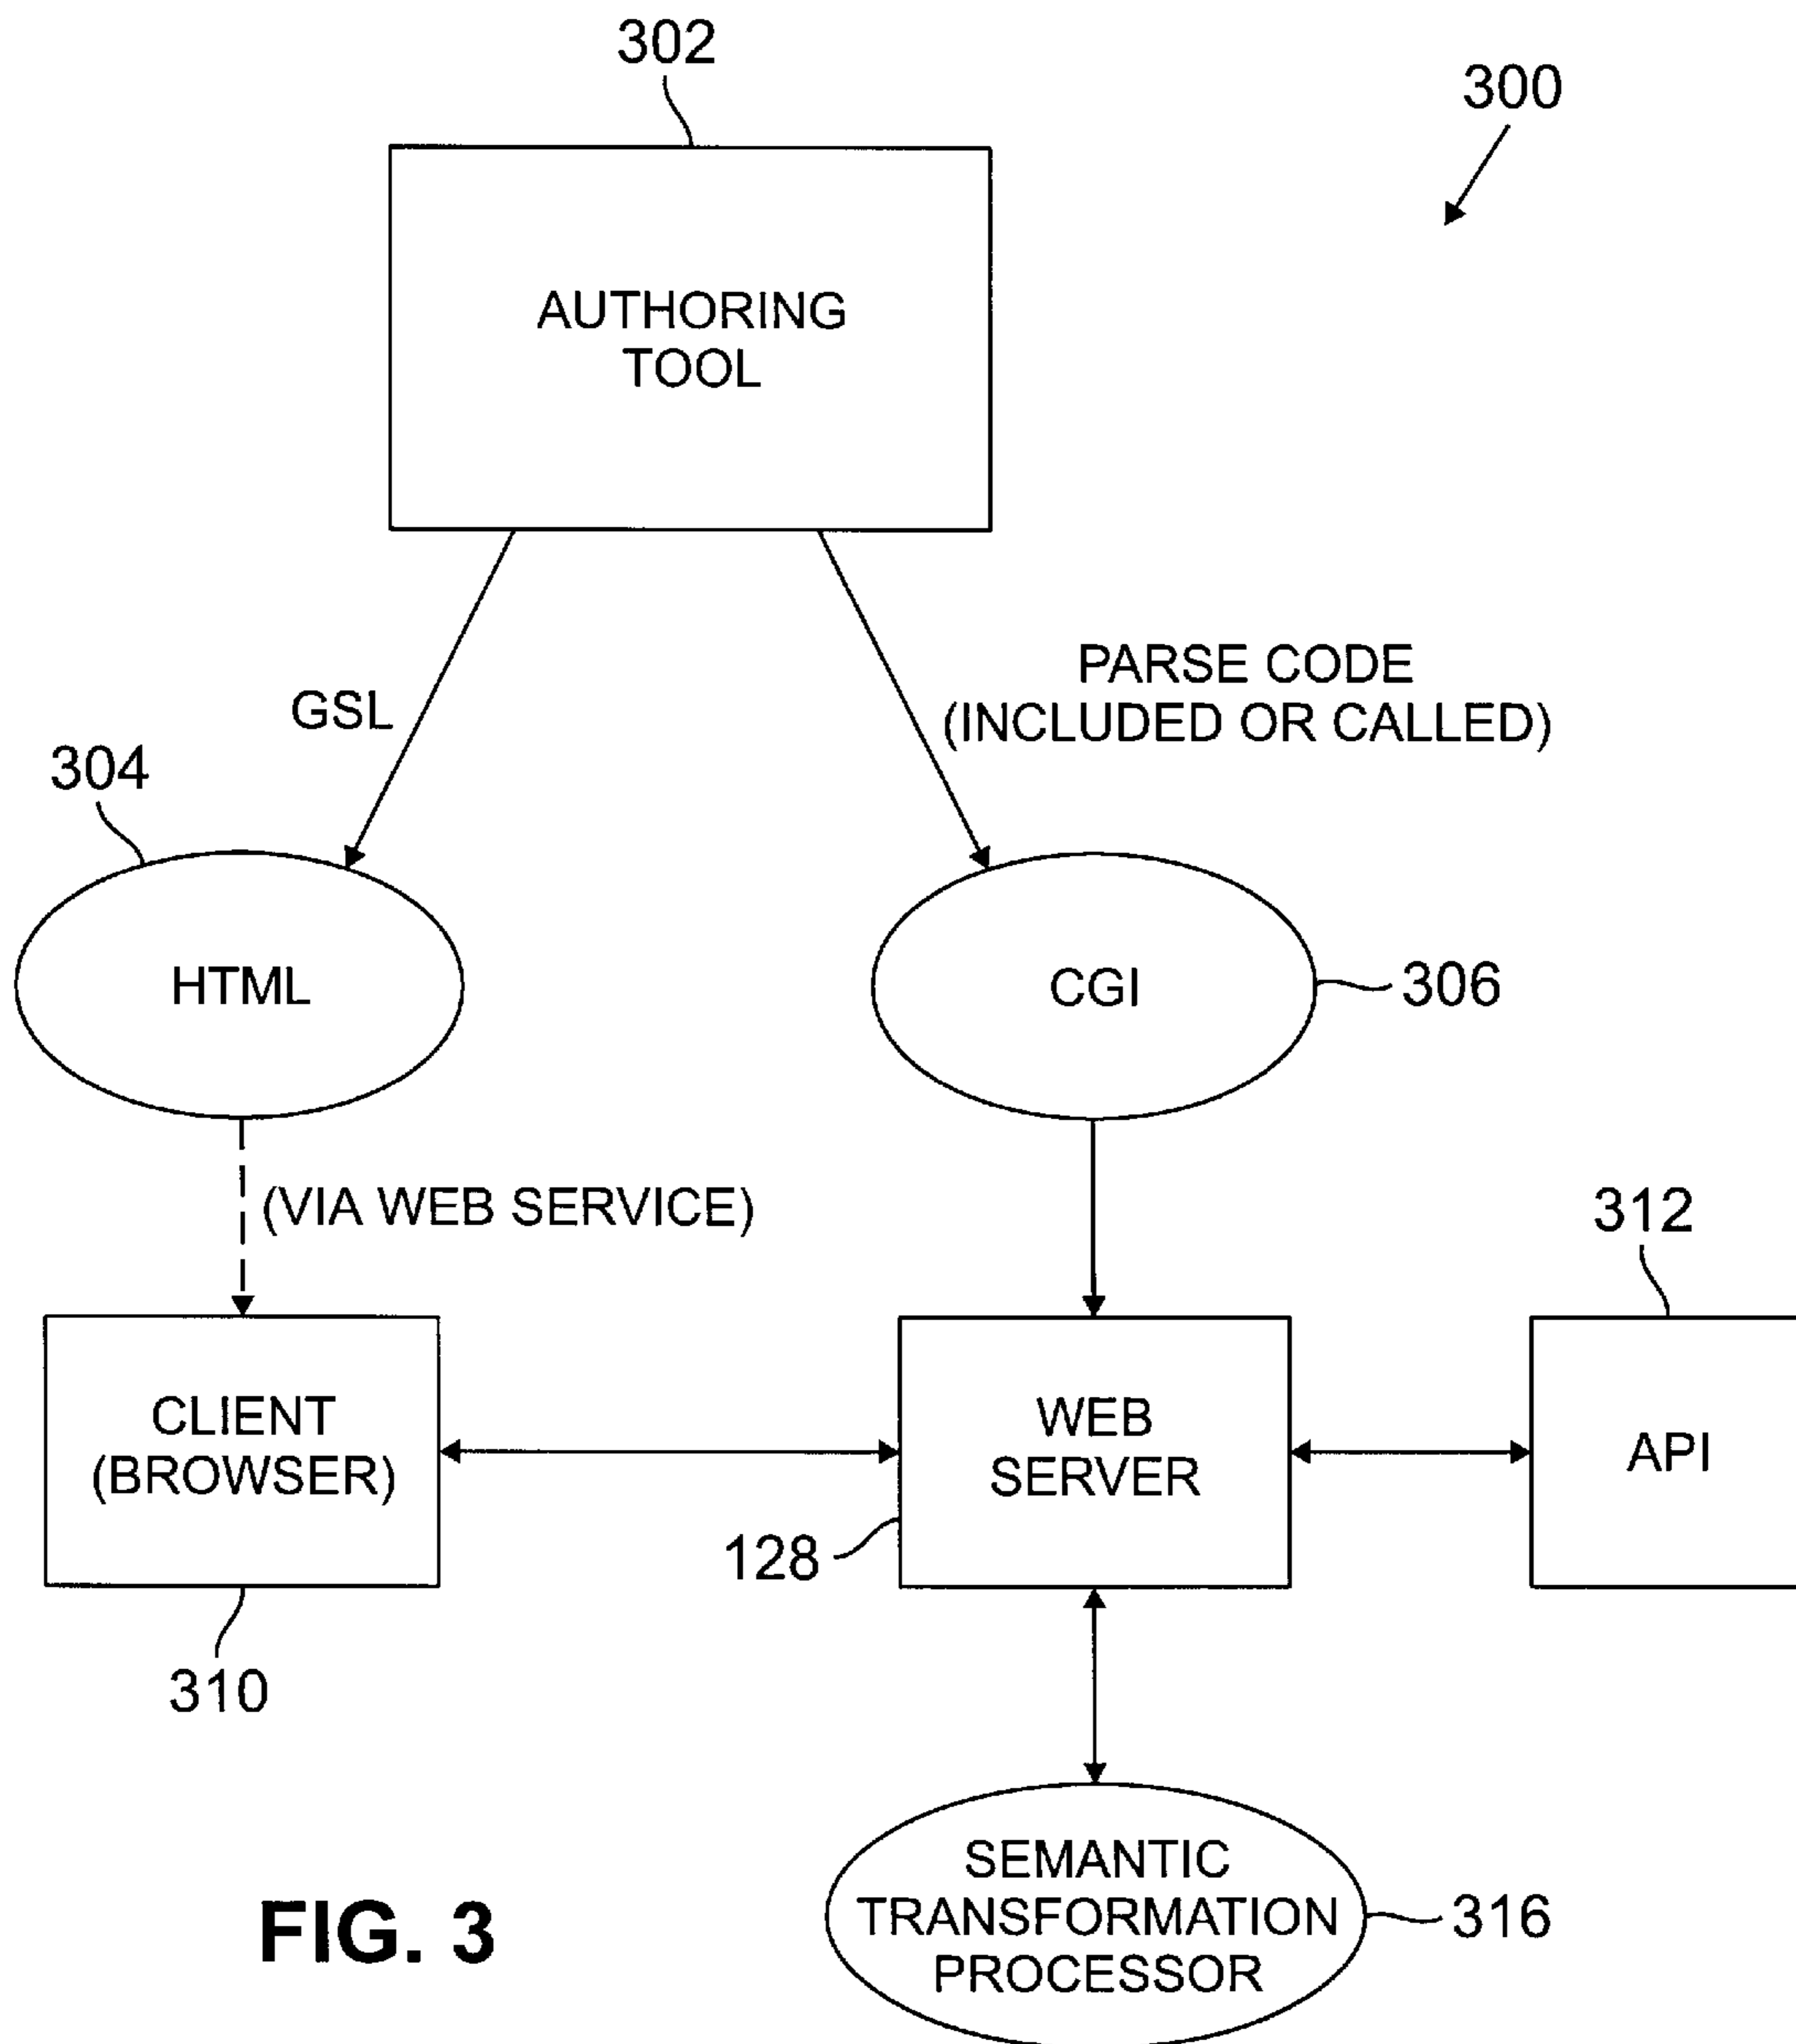 302
300
AUTHORING
TOOL
PARSE CODE
(INCLUDED OR CALLED)
GSL
304
HTML
CGI
306
(VIA WEB SERVICE)
312
CLIENT
(BROWSER)
WEB
SERVER
API
128
310
SEMANTIC
TRANSFORMATION
PROCESSOR
316
FIG. 3